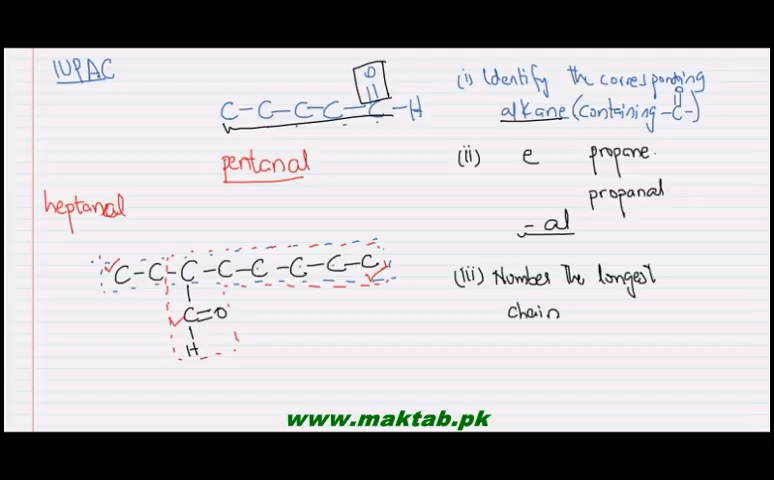 IUPAC
O
C-C-C-C-C-H
pentanal
heptanal
C-C-C-C-C-C-C-C
C=O
H
(i) Identify the corresponding
alkane (containing -C-)
O
(ii) e propane.
propanal
- al
(iii) Number the longest
chain
www.maktab.pk